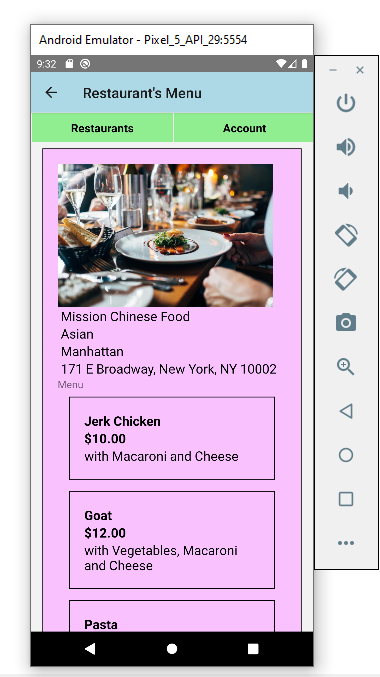 Android Emulator - Pixel_5_API_29:5554
9:32
Restaurant's Menu
Restaurants
Account
Mission Chinese Food
Asian
Manhattan
171 E Broadway, New York, NY 10002
Menu
Jerk Chicken
$10.00
with Macaroni and Cheese
Goat
$12.00
with Vegetables, Macaroni
and Cheese
Pasta